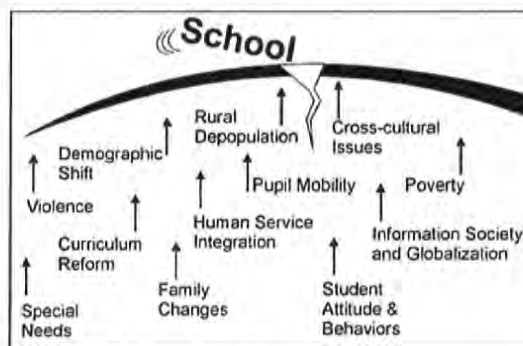 School
Rural
Depopulation
Cross-cultural
Issues
Demographic
Shift
Pupil Mobility
Poverty
Violence
Human Service
Integration
Information Society
and Globalization
Curriculum
Reform
Family
Changes
Student
Attitude &
Behaviors
Special
Needs